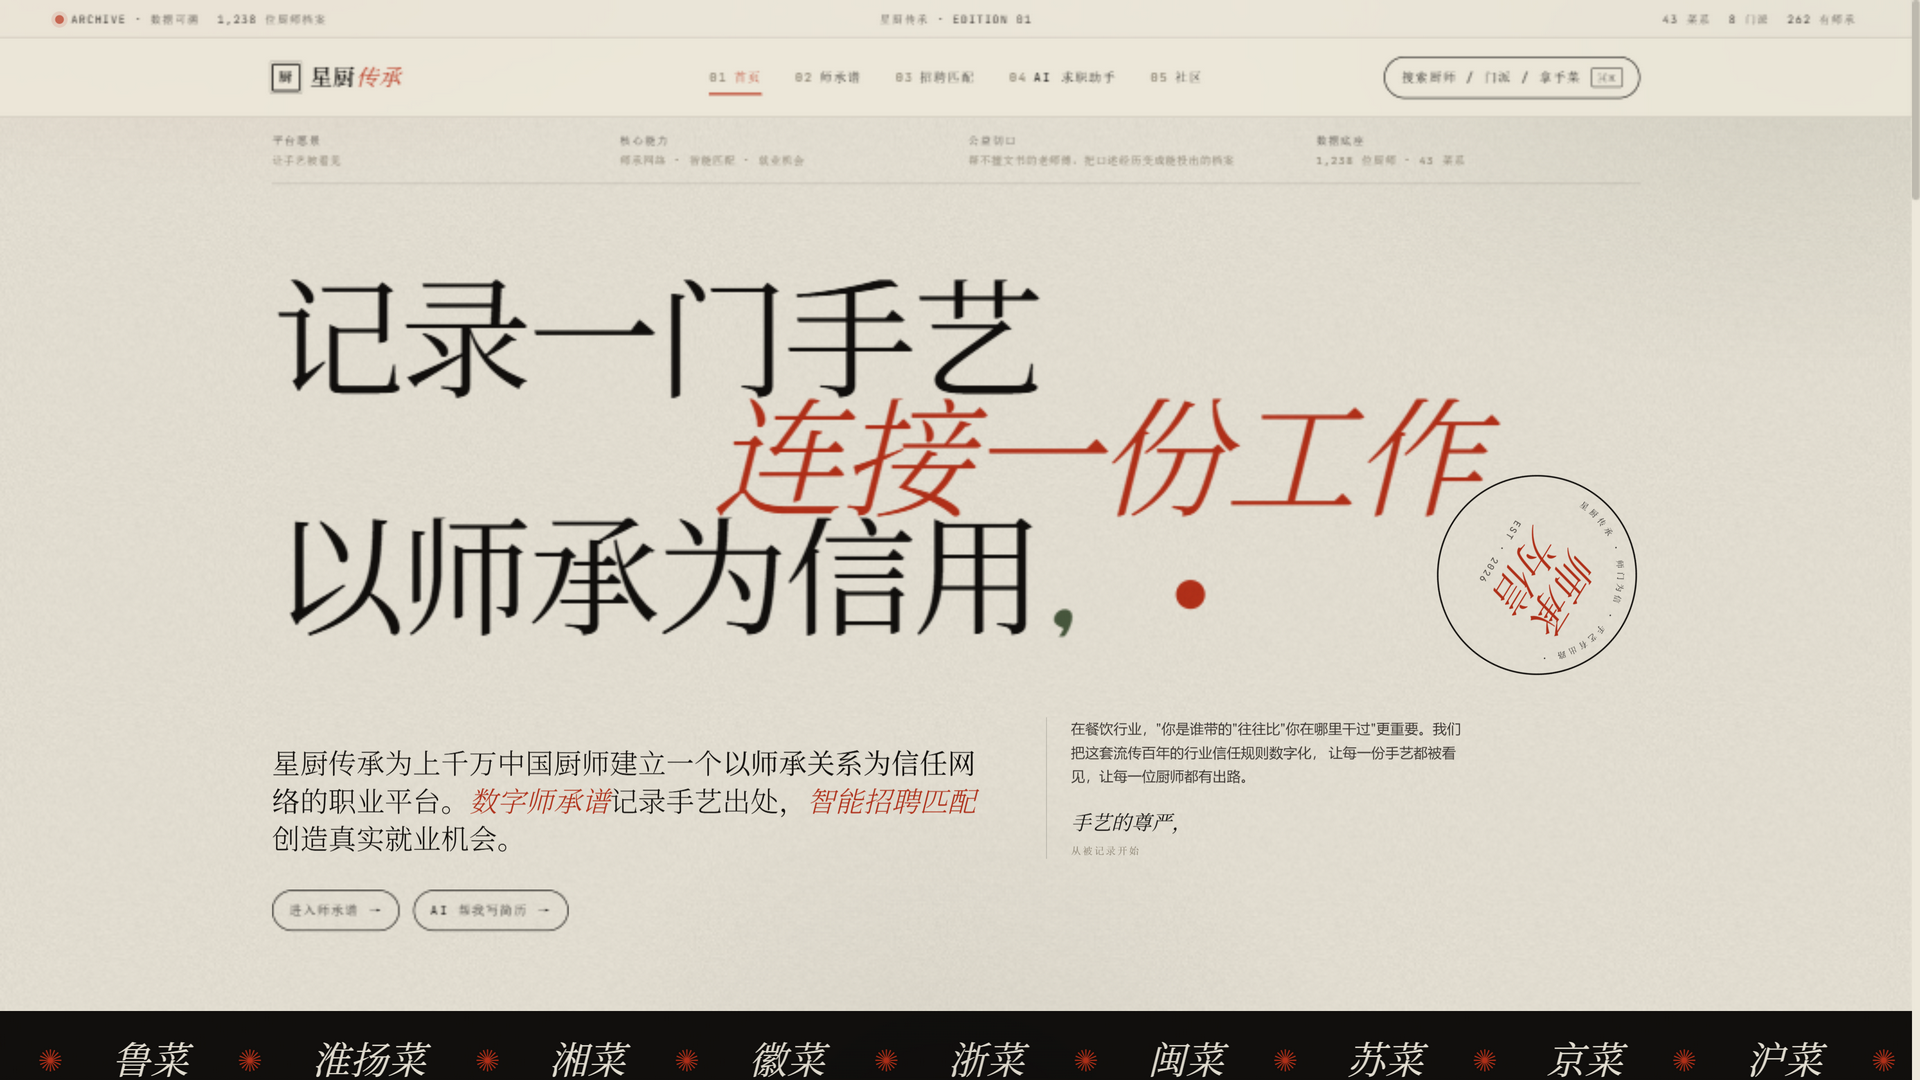 ARCHIVE · 数据可溯 1,238 位厨师档案
星厨传承 · EDITION 01
43 菜系 8 门派 262 有师承
厨 星厨传承
01 首页 02 师承谱 03 招聘匹配 04 AI 求职助手 05 社区
搜索厨师 / 门派 / 拿手菜 ⌘K
平台愿景
让手艺被看见
核心能力
师承网络 · 智能匹配 · 就业机会
公益切口
帮不擅文书的老师傅，把口述经历变成能投出的档案
数据底座
1,238 位厨师 · 43 菜系
记录一门手艺
连接一份工作
以师承为信用，
星厨传承 · 师门为信 · 手艺有出路 ·
EST · 2026
师承
为信
星厨传承为上千万中国厨师建立一个以师承关系为信任网
络的职业平台。数字师承谱记录手艺出处，智能招聘匹配
创造真实就业机会。
在餐饮行业，"你是谁带的"往往比"你在哪里干过"更重要。我们
把这套流传百年的行业信任规则数字化， 让每一份手艺都被看
见，让每一位厨师都有出路。
手艺的尊严，
从被记录开始
进入师承谱 →
AI 帮我写简历 →
鲁菜 淮扬菜 湘菜 徽菜 浙菜 闽菜 苏菜 京菜 沪菜